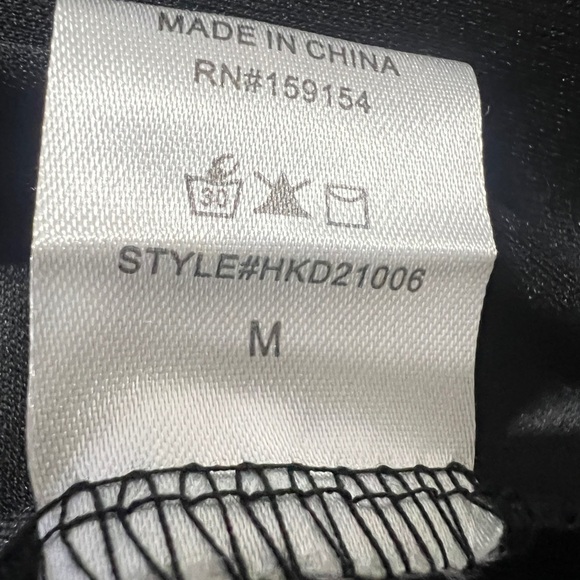 MADE IN CHINA
RN#159154
30
STYLE#HKD21006
M